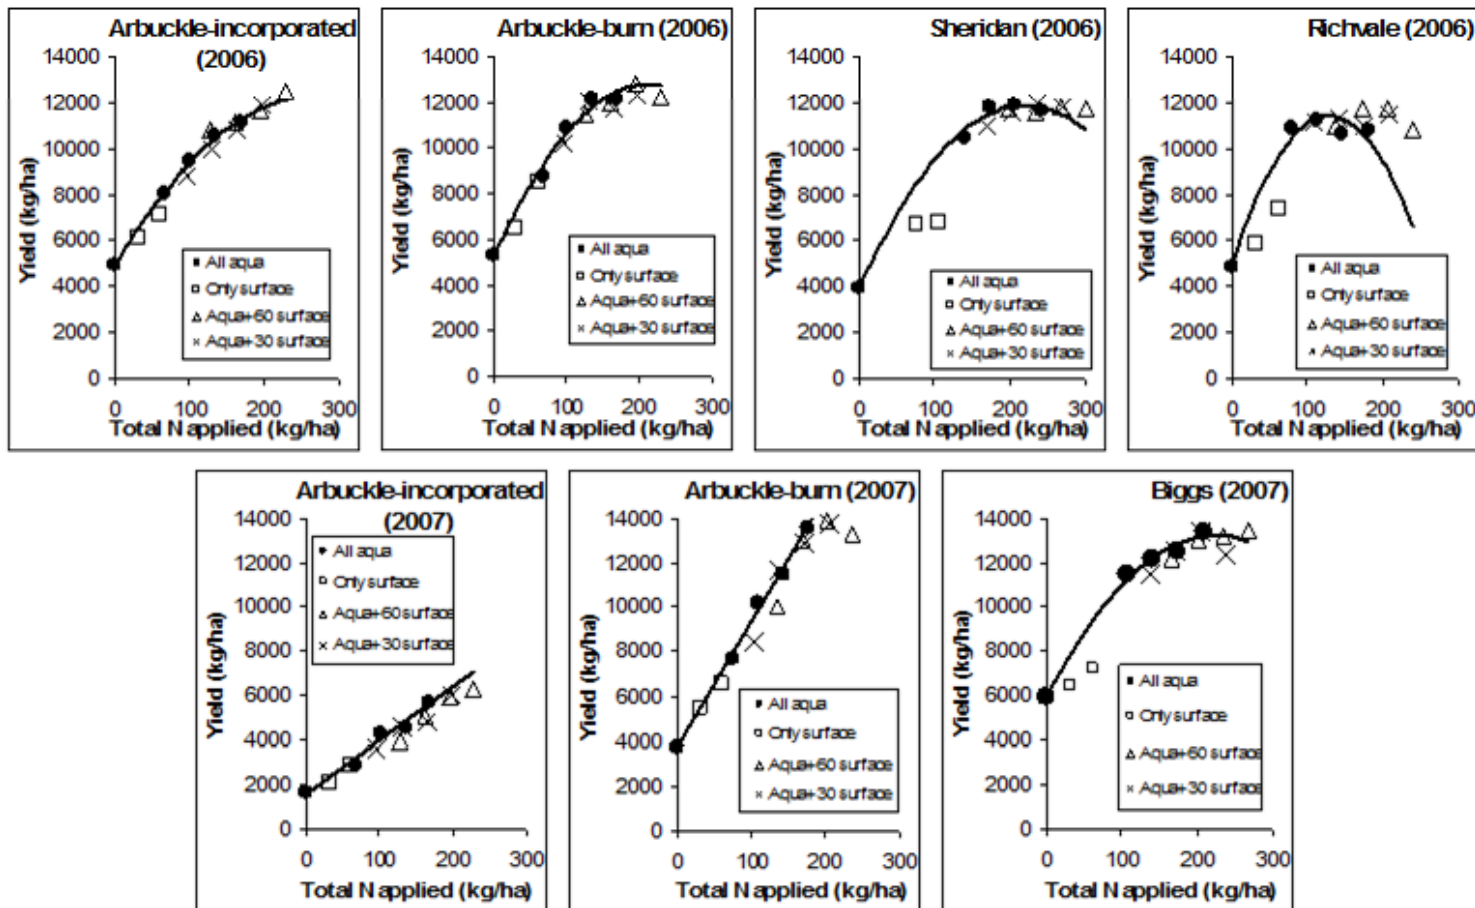 Arbuckle-incorporated
(2006)
14000
12000
10000
8000
6000
4000
2000
0
Yield (kg/ha)
All aqua
Only surface
Aqua+60 surface
Aqua+30 surface
0 100 200 300
Total N applied (kg/ha)
Arbuckle-burn (2006)
14000
12000
10000
8000
6000
4000
2000
0
Yield (kg/ha)
All aqua
Only surface
Aqua+60 surface
Aqua+30 surface
0 100 200 300
Total N applied (kg/ha)
Sheridan (2006)
14000
12000
10000
8000
6000
4000
2000
0
Yield (kg/ha)
All aqua
Only surface
Aqua+60 surface
Aqua+30 surface
0 100 200 300
Total N applied (kg/ha)
Richvale (2006)
14000
12000
10000
8000
6000
4000
2000
0
Yield (kg/ha)
All aqua
Only surface
Aqua+60 surface
Aqua+30 surface
0 100 200 300
Total N applied (kg/ha)
Arbuckle-incorporated
(2007)
14000
12000
10000
8000
6000
4000
2000
0
Yield (kg/ha)
All aqua
Only surface
Aqua+60 surface
Aqua+30 surface
0 100 200 300
Total N applied (kg/ha)
Arbuckle-burn (2007)
14000
12000
10000
8000
6000
4000
2000
0
Yield (kg/ha)
All aqua
Only surface
Aqua+60 surface
Aqua+30 surface
0 100 200 300
Total N applied (kg/ha)
Biggs (2007)
14000
12000
10000
8000
6000
4000
2000
0
Yield (kg/ha)
All aqua
Only surface
Aqua+60 surface
Aqua+30 surface
0 100 200 300
Total N applied (kg/ha)